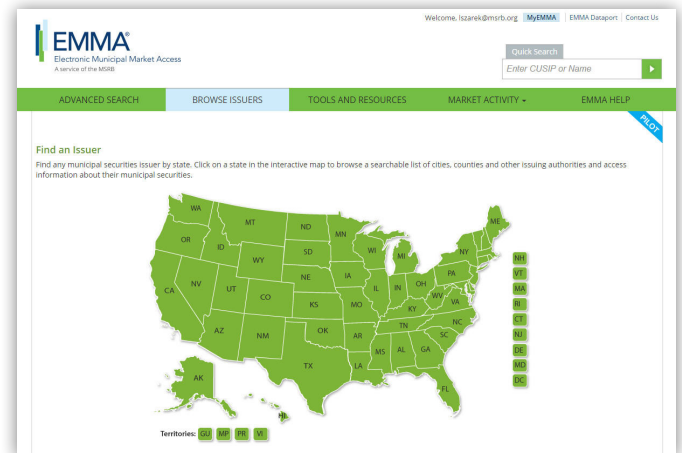 Welcome, lszarek@msrb.org MyEMMA EMMA Dataport Contact Us
EMMA®
Electronic Municipal Market Access
A service of the MSRB
Quick Search
Enter CUSIP or Name
ADVANCED SEARCH BROWSE ISSUERS TOOLS AND RESOURCES MARKET ACTIVITY EMMA HELP
PILOT
Find an Issuer
Find any municipal securities issuer by state. Click on a state in the interactive map to browse a searchable list of cities, counties and other issuing authorities and access
information about their municipal securities.
WA MT ND MN ME
OR ID SD WI MI NY
WY NH
NE IA PA VT
NV UT IL IN OH MA
CA CO KS MO WV VA RI
KY CT
NC
AZ NM OK AR TN SC NJ
MS AL GA DE
TX LA MD
AK FL DC
HI
Territories: GU MP PR VI